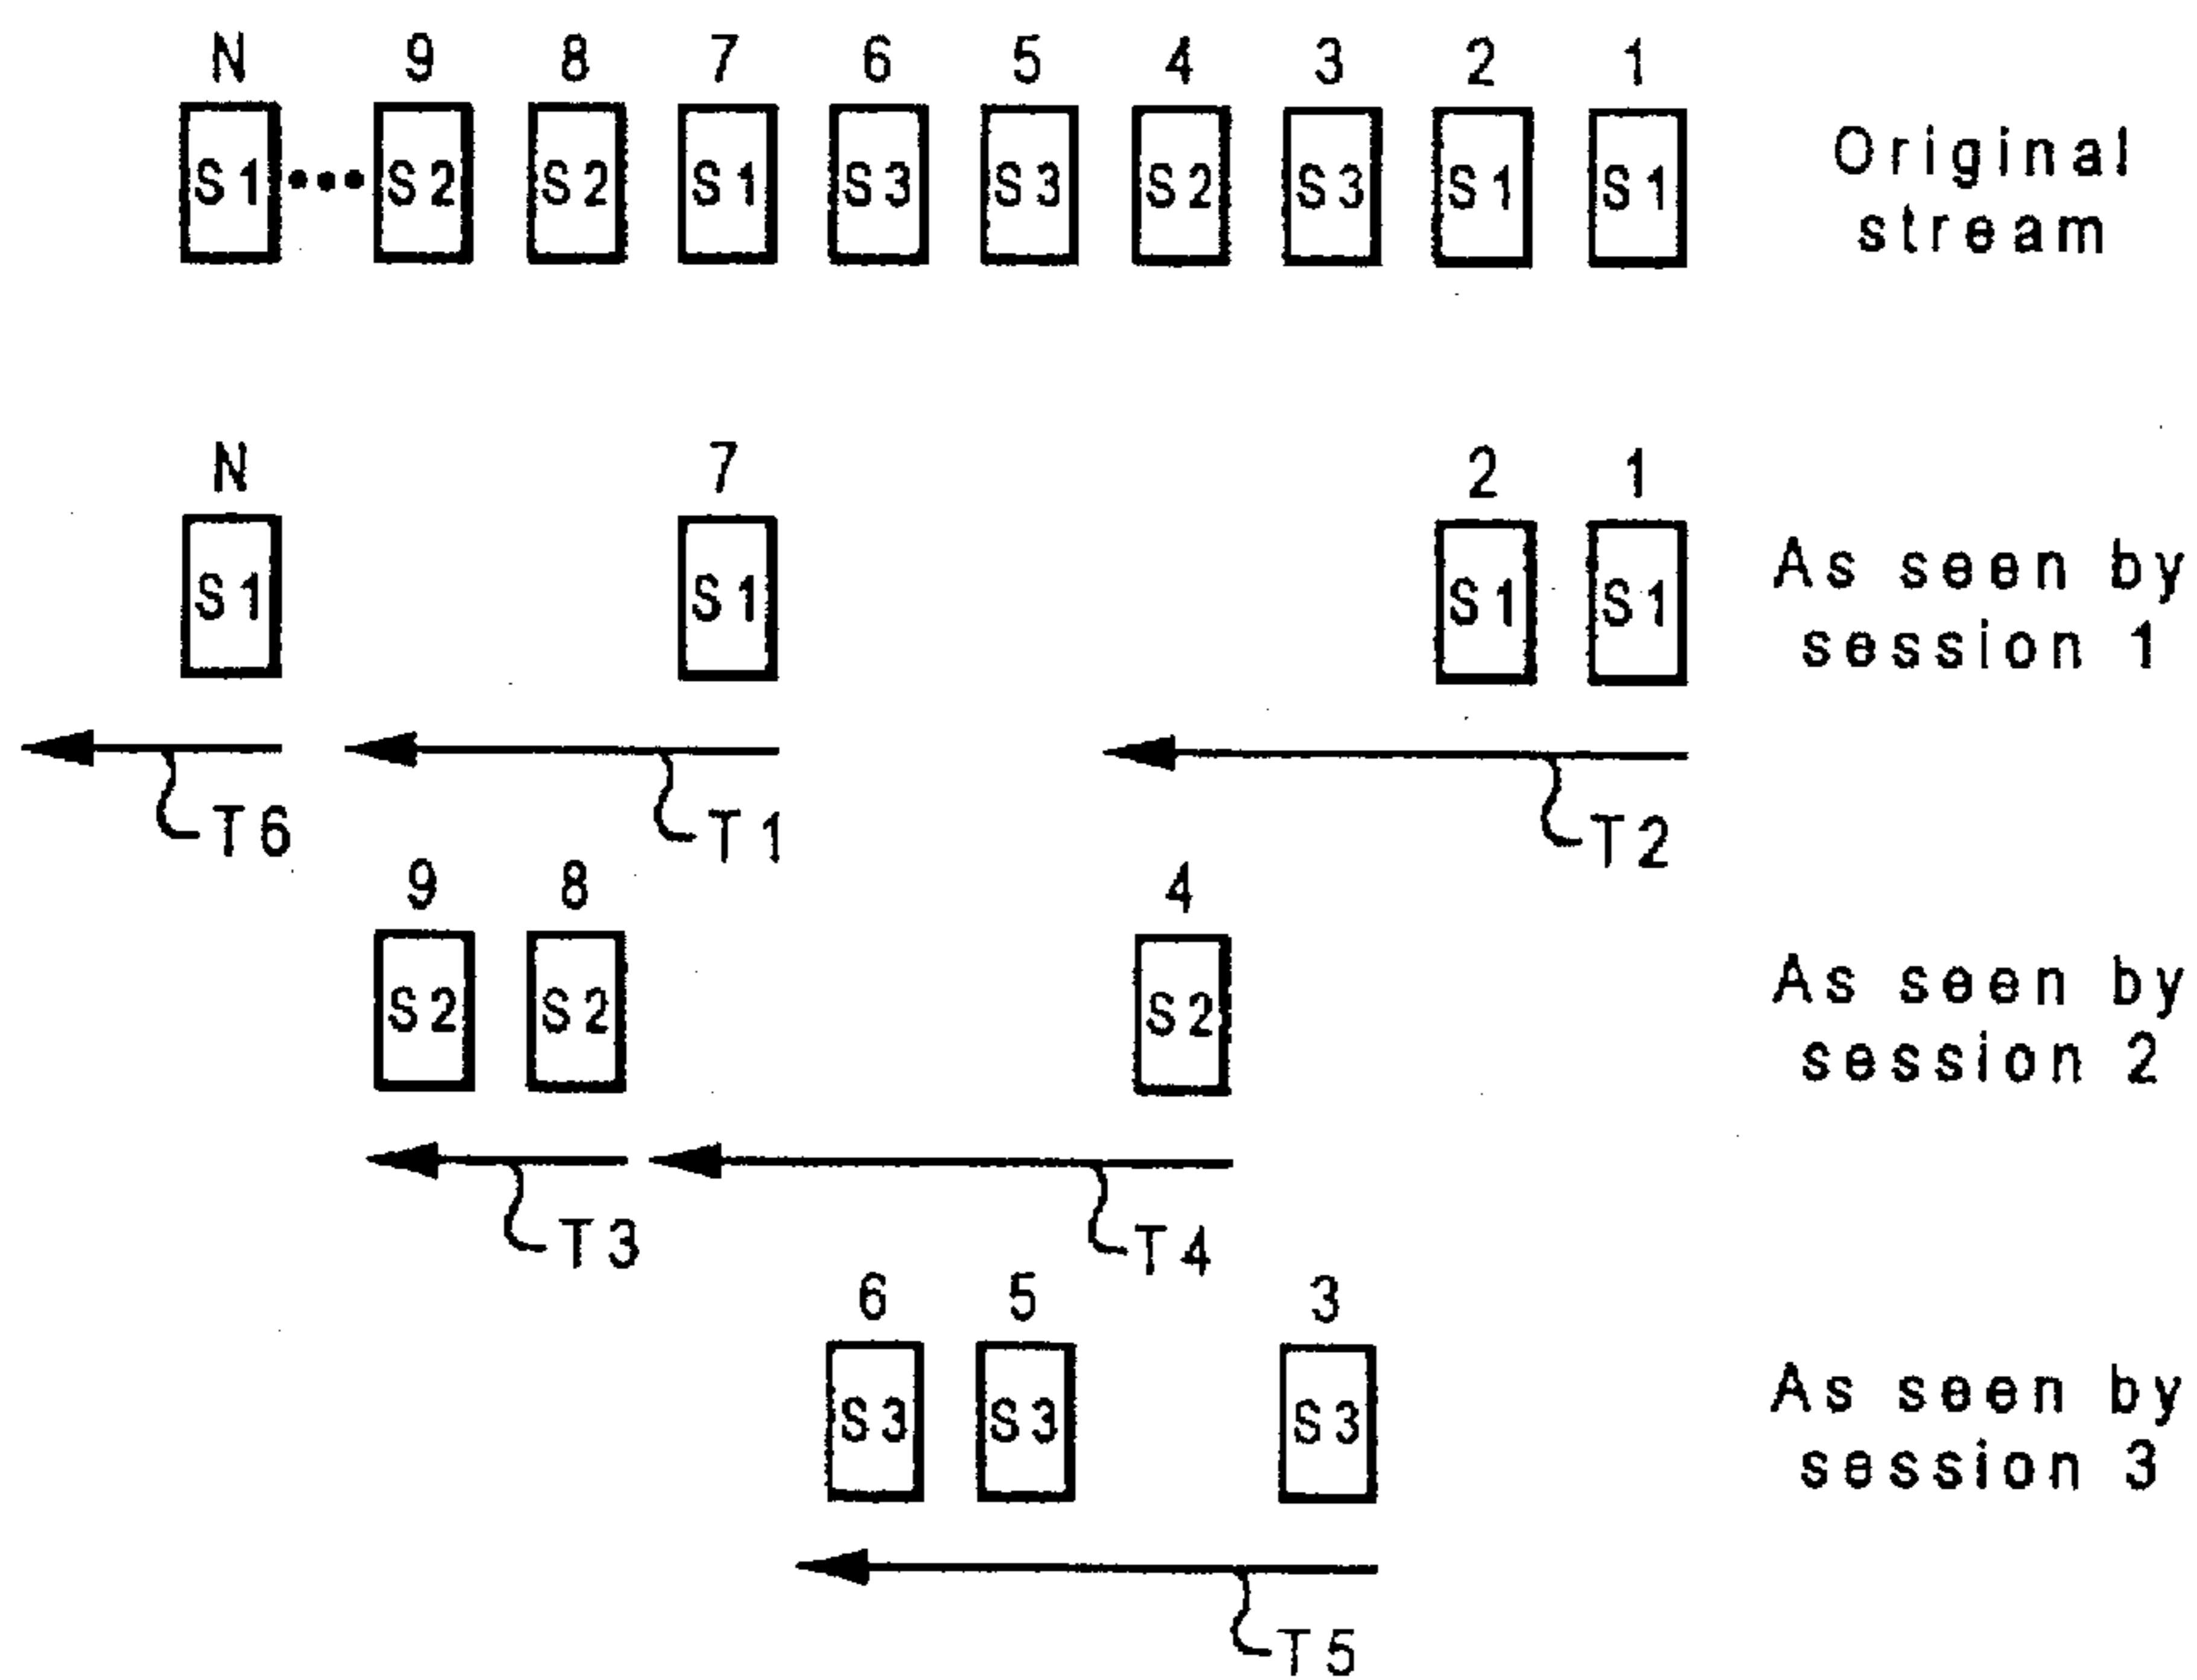 N 9 8 7 6 5 4 3 2 1
S1 S2 S2 S1 S3 S3 S2 S3 S1 S1
Original
stream
N 7 2 1
S1 S1 S1 S1
As seen by
session 1
T6 T1 T2
9 8 4
S2 S2 S2
As seen by
session 2
T3 T4
6 5 3
S3 S3 S3
As seen by
session 3
T5